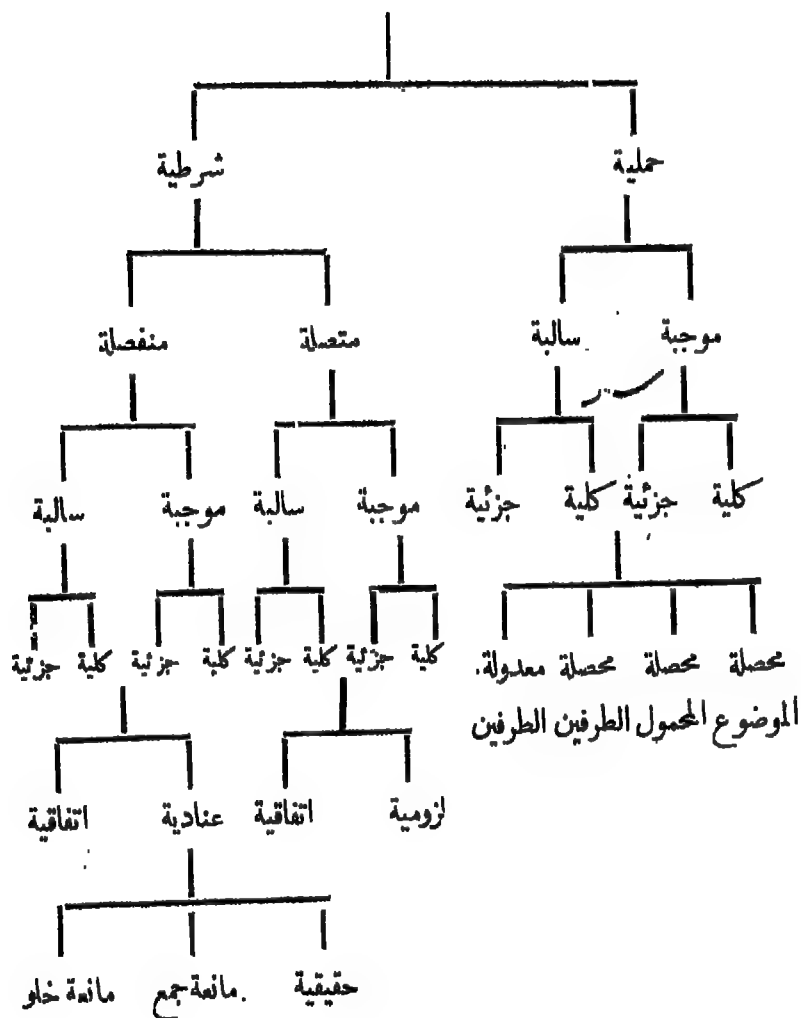 حملية شرطية
موجبة سالبة متصلة منفصلة
كلية جزئية كلية جزئية موجبة سالبة موجبة سالبة
محصلة محصلة محصلة معدولة. كلية جزئية كلية جزئية كلية جزئية كلية جزئية
الموضوع المحمول الطرفين الطرفين
لزومية اتفاقية عنادية اتفاقية
حقيقية مانعة جمع مانعة خلو